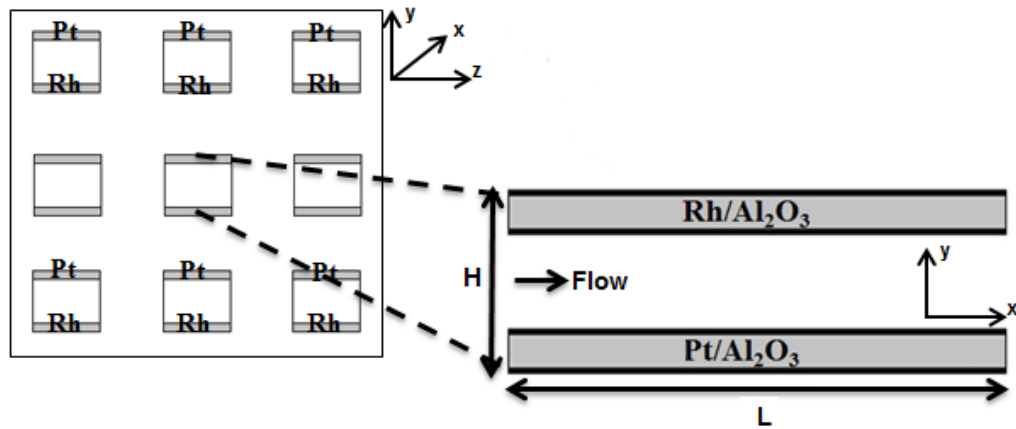 Pt Pt Pt
Rh Rh Rh
Pt Pt Pt
Rh Rh Rh
y
x
z
Rh/Al₂O₃
H
Flow
y
x
Pt/Al₂O₃
L